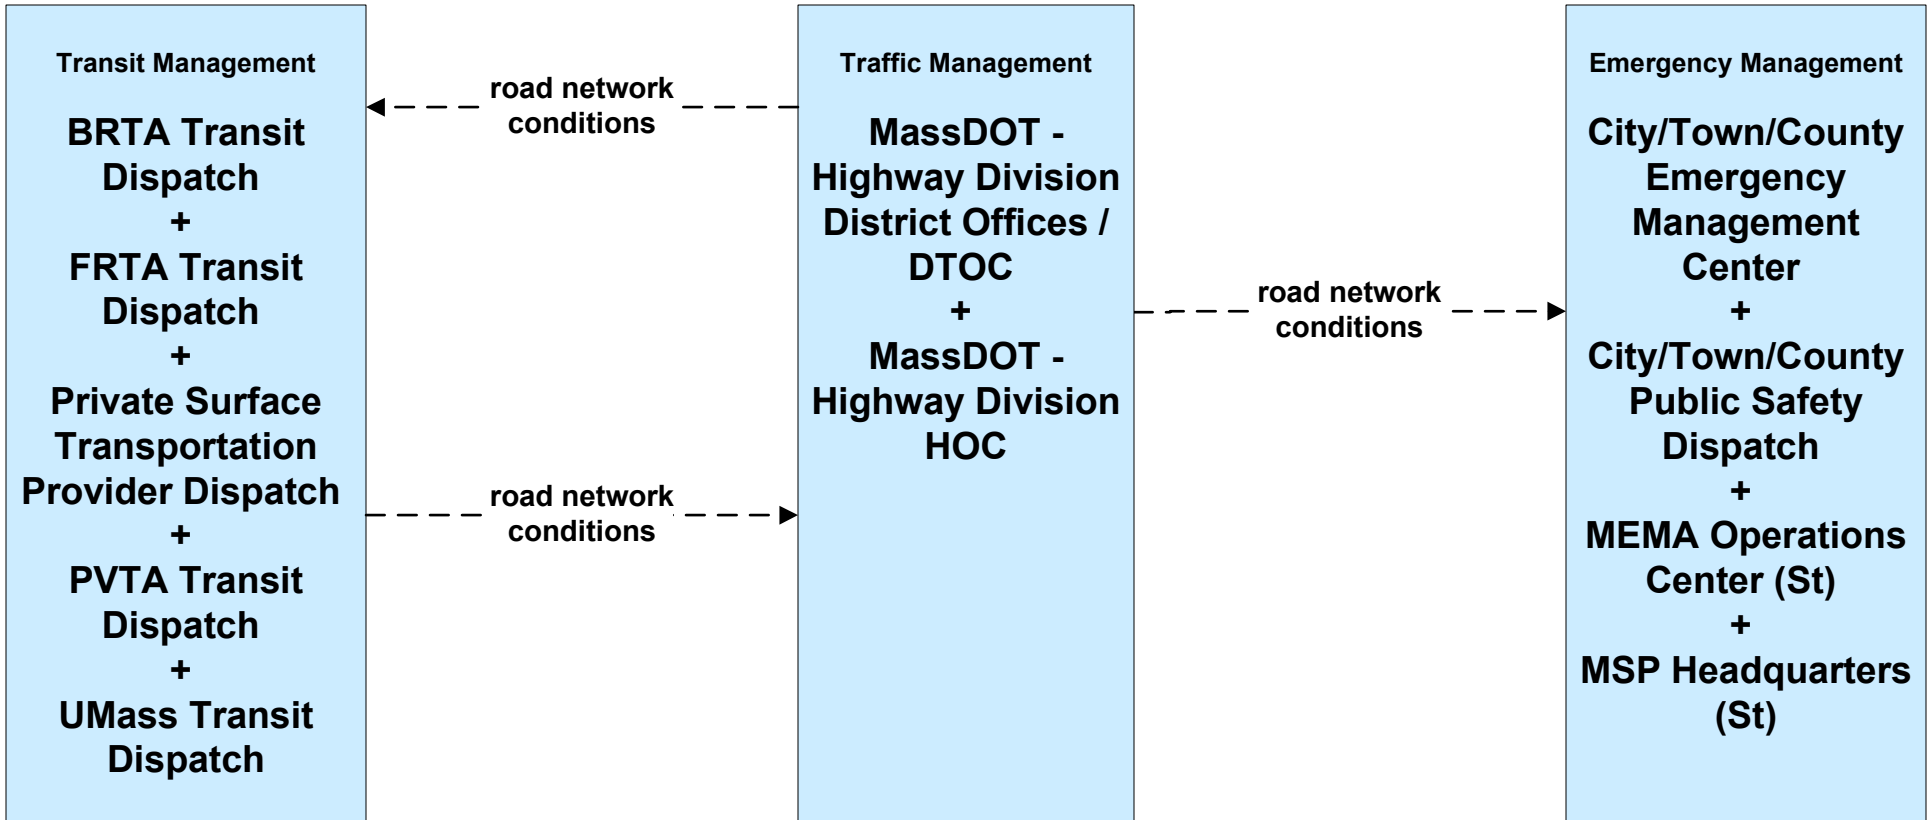 Transit Management
BRTA Transit
Dispatch
+
FRTA Transit
Dispatch
+
Private Surface
Transportation
Provider Dispatch
+
PVTA Transit
Dispatch
+
UMass Transit
Dispatch
road network
conditions
road network
conditions
Traffic Management
MassDOT -
Highway Division
District Offices /
DTOC
+
MassDOT -
Highway Division
HOC
road network
conditions
Emergency Management
City/Town/County
Emergency
Management
Center
+
City/Town/County
Public Safety
Dispatch
+
MEMA Operations
Center (St)
+
MSP Headquarters
(St)